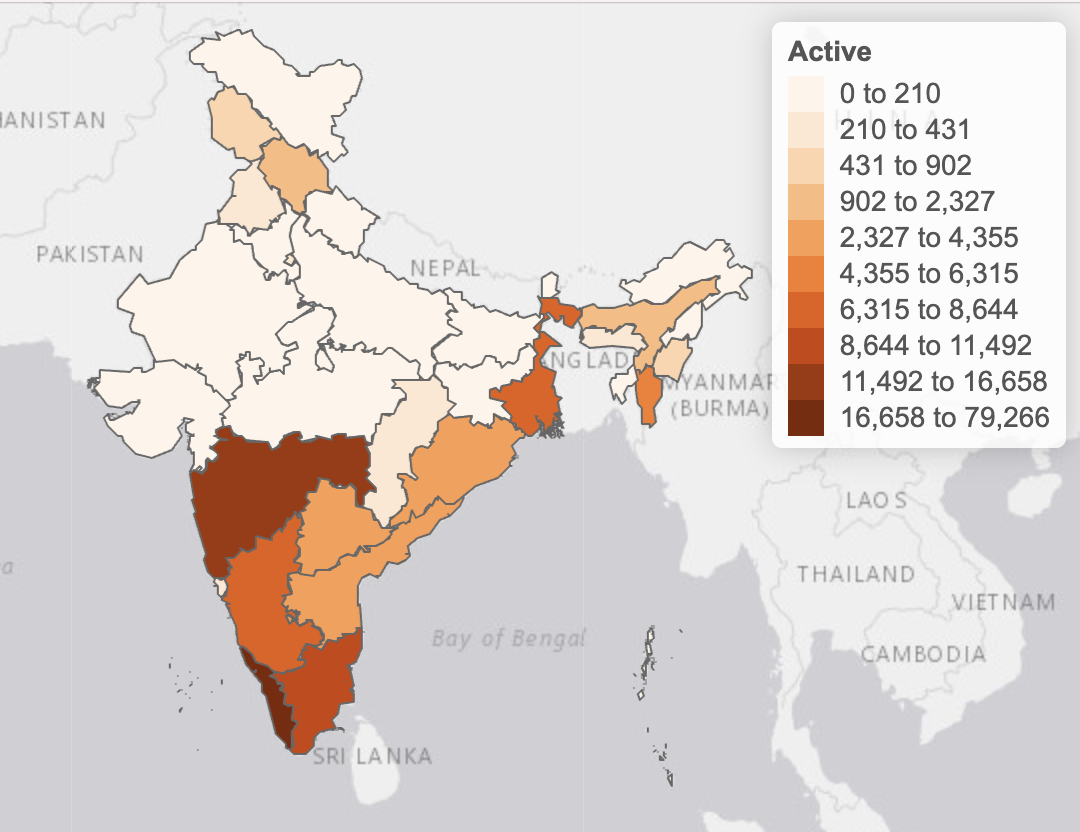 Active
0 to 210
210 to 431
431 to 902
902 to 2,327
2,327 to 4,355
4,355 to 6,315
6,315 to 8,644
8,644 to 11,492
11,492 to 16,658
16,658 to 79,266
HANISTAN
PAKISTAN
NEPAL
NGLAD
MYANMAR
(BURMA)
LAOS
THAILAND
VIETNAM
CAMBODIA
Bay of Bengal
SRI LANKA
a